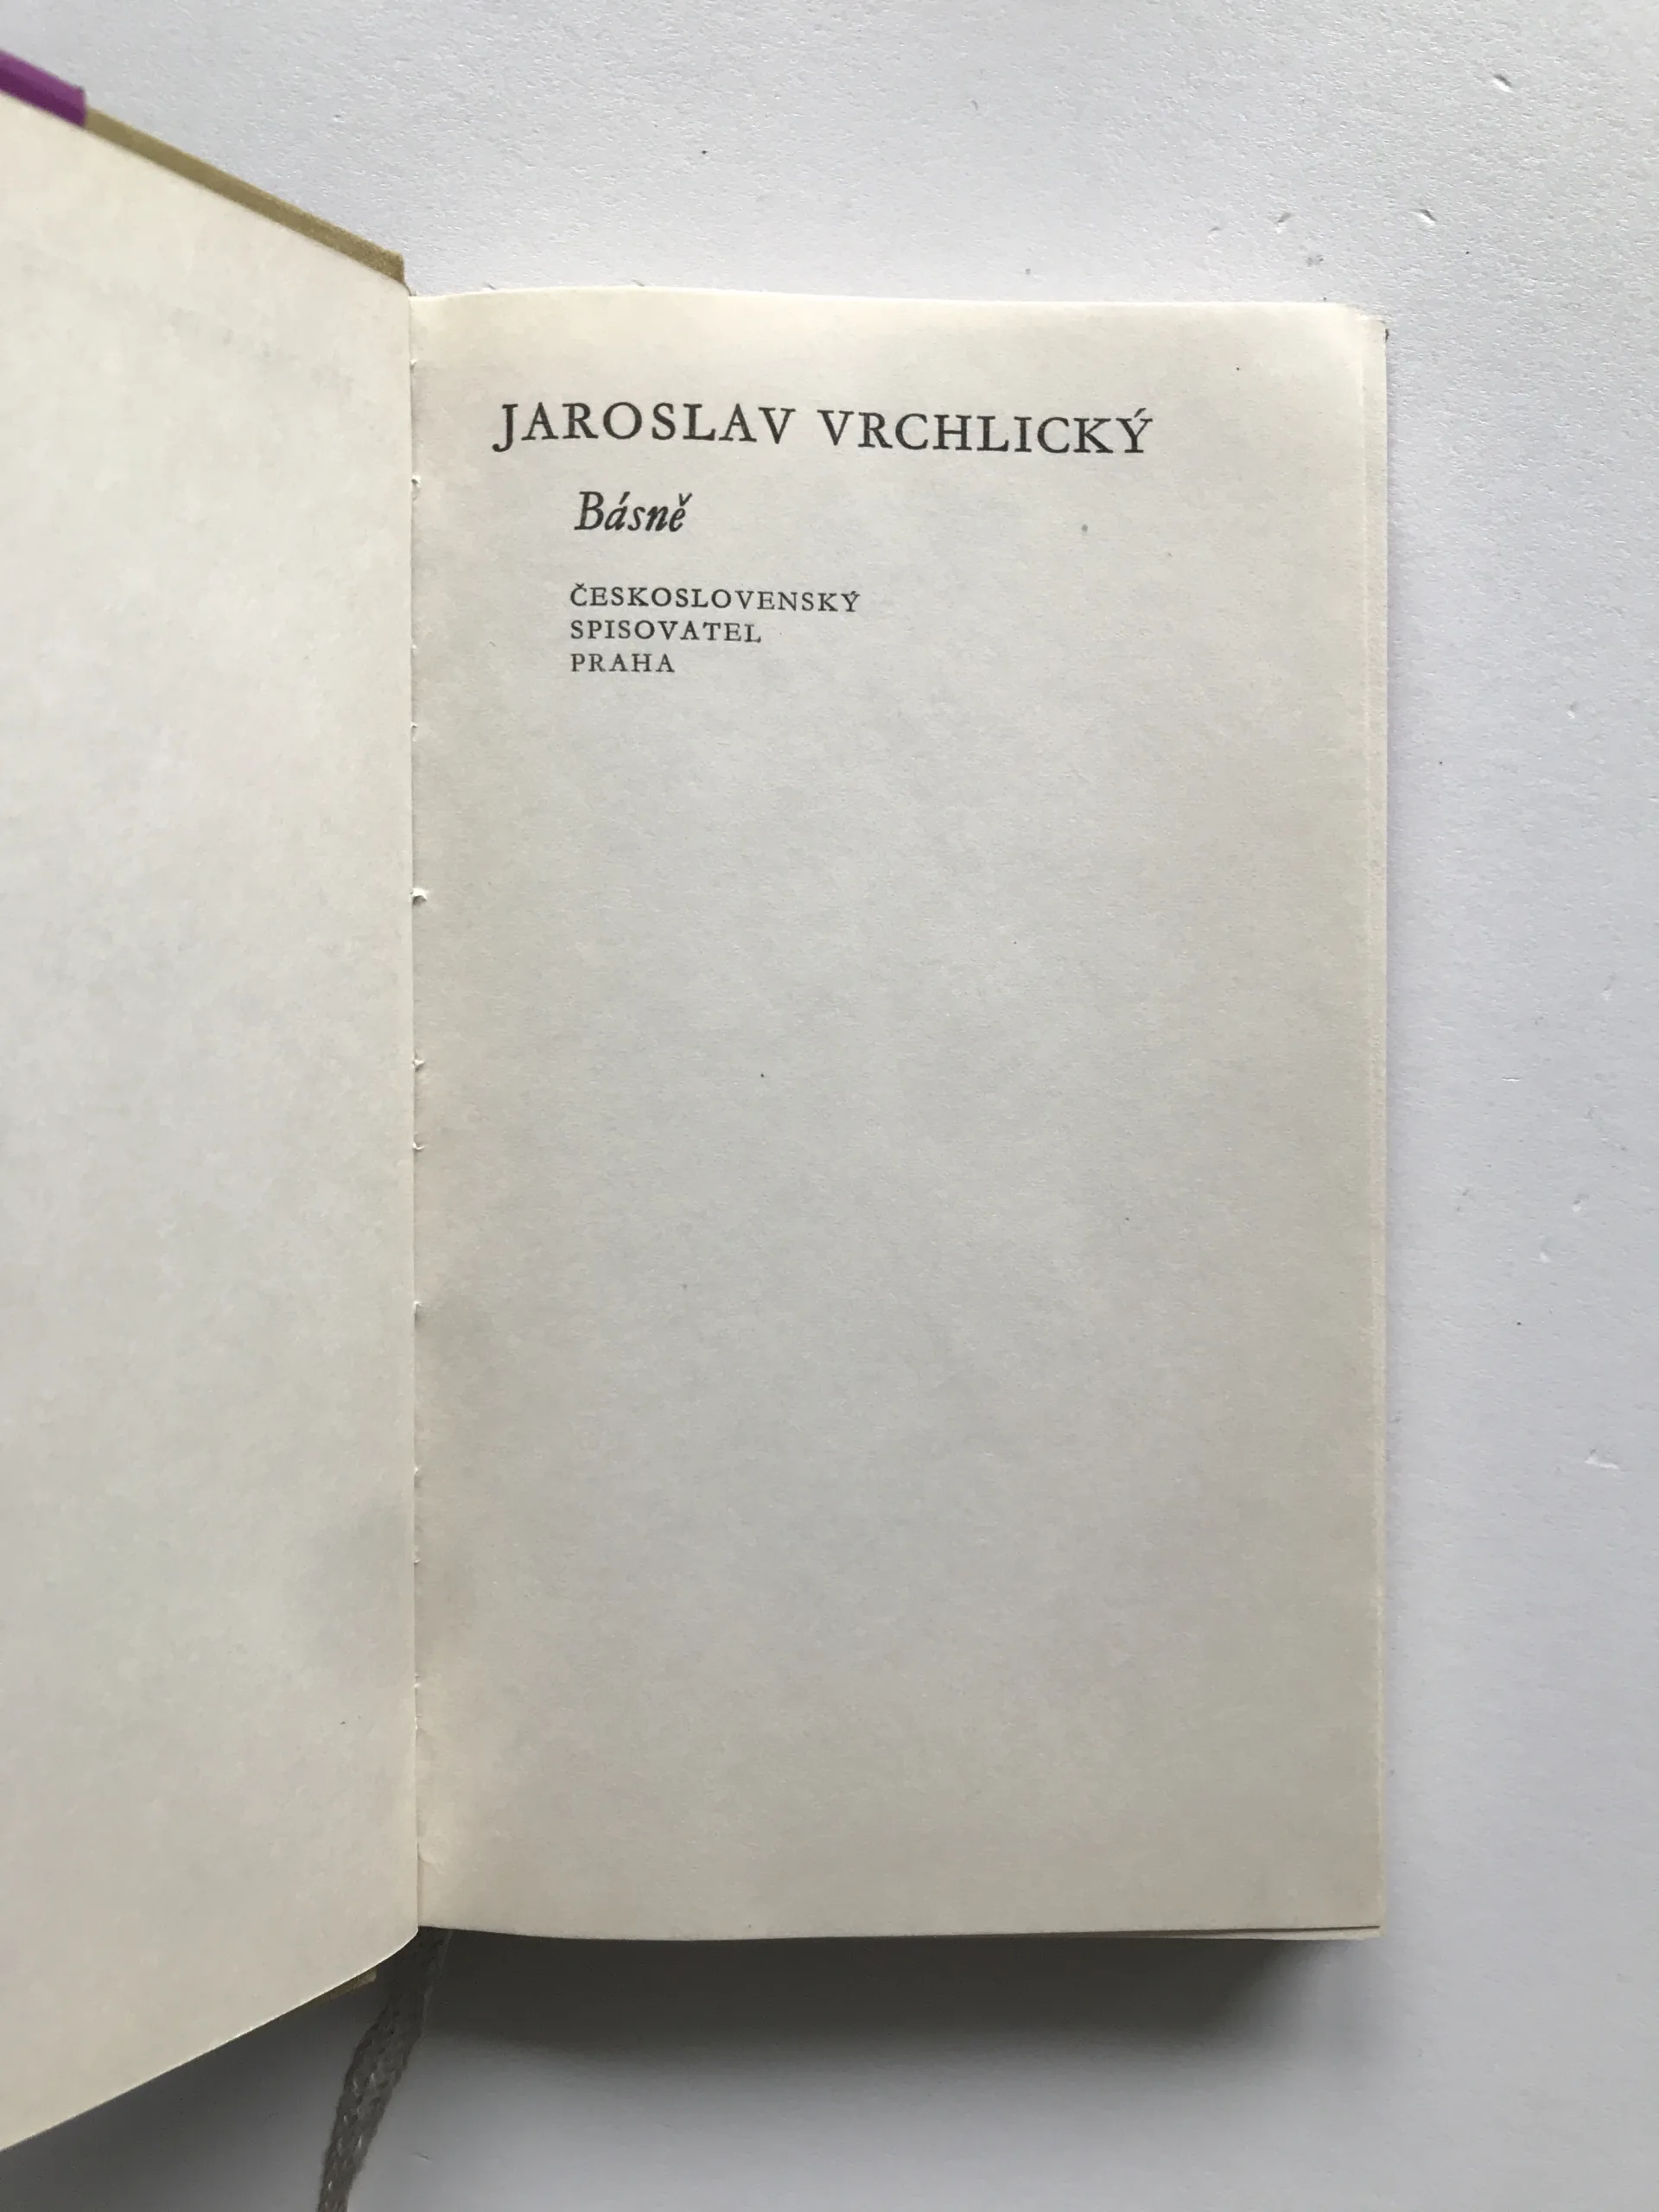 JAROSLAV VRCHLICKÝ
Básně
ČESKOSLOVENSKÝ
SPISOVATEL
PRAHA